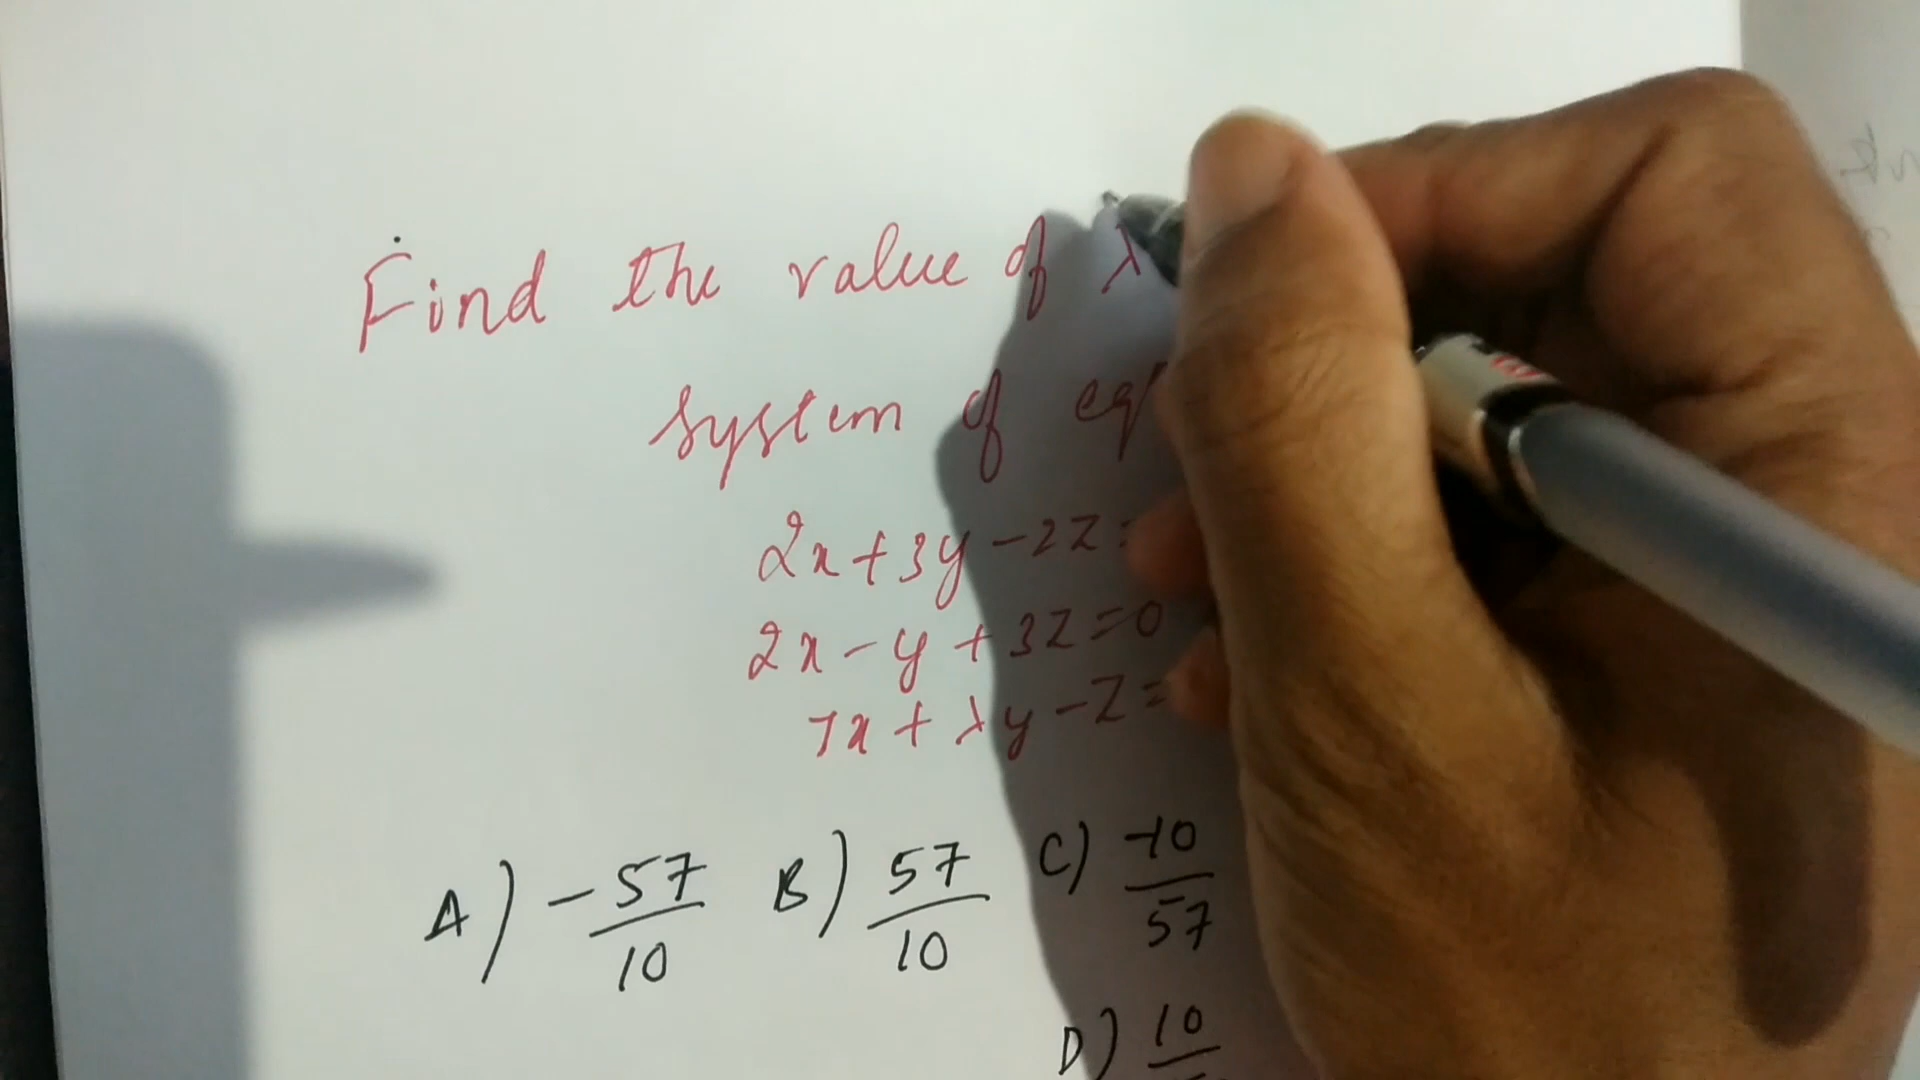 Find the value of λ
system of
2x+3y-2z=
2x-y+3z=0
7x+λy-z=
A) -57/10 B) 57/10 C) -10/57
D) 10